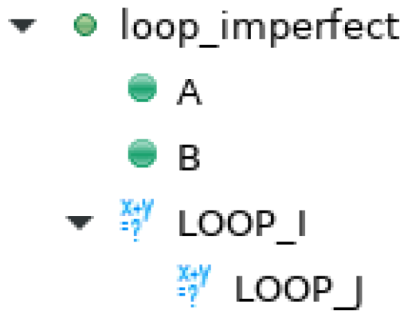 loop_imperfect
A
B
x+y
=?
LOOP_I
x+y
=?
LOOP_J